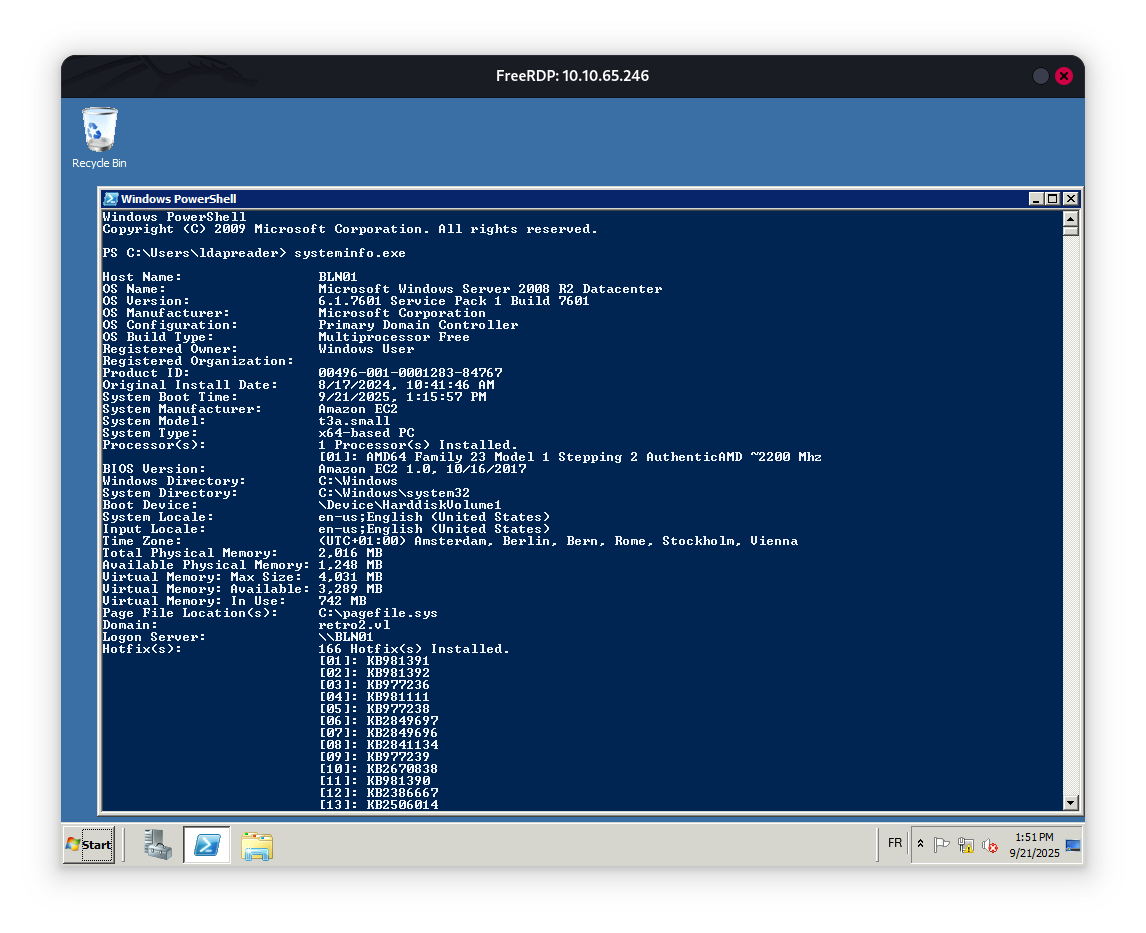 FreeRDP: 10.10.65.246
Recycle Bin
Windows PowerShell
Windows PowerShell
Copyright (C) 2009 Microsoft Corporation. All rights reserved.
PS C:\Users\ldapreader> systeminfo.exe
Host Name: BLN01
OS Name: Microsoft Windows Server 2008 R2 Datacenter
OS Version: 6.1.7601 Service Pack 1 Build 7601
OS Manufacturer: Microsoft Corporation
OS Configuration: Primary Domain Controller
OS Build Type: Multiprocessor Free
Registered Owner: Windows User
Registered Organization:
Product ID: 00496-001-0001283-84767
Original Install Date: 8/17/2024, 10:41:46 AM
System Boot Time: 9/21/2025, 1:15:57 PM
System Manufacturer: Amazon EC2
System Model: t3a.small
System Type: x64-based PC
Processor(s): 1 Processor(s) Installed.
[01]: AMD64 Family 23 Model 1 Stepping 2 AuthenticAMD ~2200 Mhz
BIOS Version: Amazon EC2 1.0, 10/16/2017
Windows Directory: C:\Windows
System Directory: C:\Windows\system32
Boot Device: \Device\HarddiskVolume1
System Locale: en-us;English (United States)
Input Locale: en-us;English (United States)
Time Zone: (UTC+01:00) Amsterdam, Berlin, Bern, Rome, Stockholm, Vienna
Total Physical Memory: 2,016 MB
Available Physical Memory: 1,248 MB
Virtual Memory: Max Size: 4,031 MB
Virtual Memory: Available: 3,289 MB
Virtual Memory: In Use: 742 MB
Page File Location(s): C:\pagefile.sys
Domain: retro2.vl
Logon Server: \\BLN01
Hotfix(s): 166 Hotfix(s) Installed.
[01]: KB981391
[02]: KB981392
[03]: KB977236
[04]: KB981111
[05]: KB977238
[06]: KB2849697
[07]: KB2849696
[08]: KB2841134
[09]: KB977239
[10]: KB2670838
[11]: KB981390
[12]: KB2386667
[13]: KB2506014
Start
FR
1:51 PM
9/21/2025